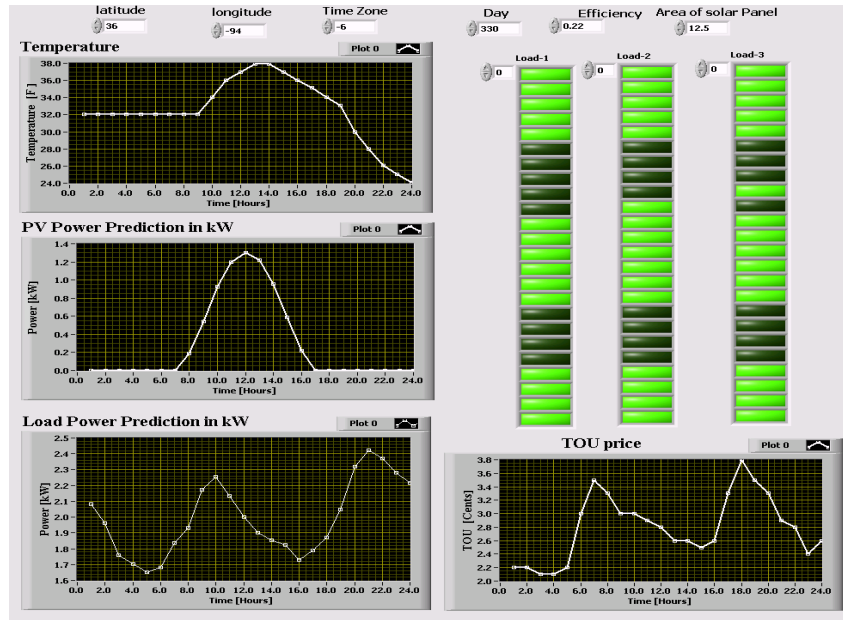 latitude longitude Time Zone Day Efficiency Area of solar Panel
36 -94 -6 330 0.22 12.5
Temperature Plot 0
38.0
36.0
34.0
32.0
30.0
28.0
26.0
24.0
Temperature [F]
0.0 2.0 4.0 6.0 8.0 10.0 12.0 14.0 16.0 18.0 20.0 22.0 24.0
Time [Hours]
Load-1 Load-2 Load-3
0 0 0
PV Power Prediction in kW Plot 0
1.4
1.2
1.0
0.8
0.6
0.4
0.2
0.0
Power [kW]
0.0 2.0 4.0 6.0 8.0 10.0 12.0 14.0 16.0 18.0 20.0 22.0 24.0
Time [Hours]
Load Power Prediction in kW Plot 0
2.5
2.4
2.3
2.2
2.1
2.0
1.9
1.8
1.7
1.6
Power [kW]
0.0 2.0 4.0 6.0 8.0 10.0 12.0 14.0 16.0 18.0 20.0 22.0 24.0
Time [Hours]
TOU price Plot 0
3.8
3.6
3.4
3.2
3.0
2.8
2.6
2.4
2.2
2.0
TOU [Cents]
0.0 2.0 4.0 6.0 8.0 10.0 12.0 14.0 16.0 18.0 20.0 22.0 24.0
Time [Hours]